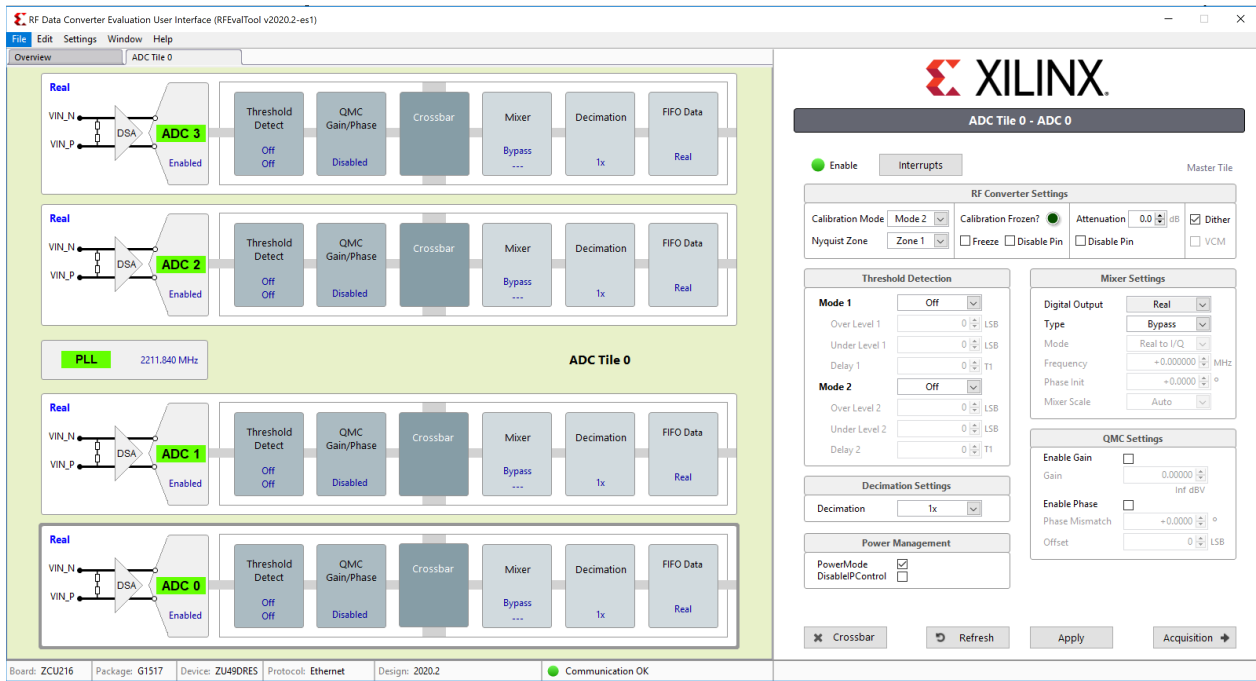 RF Data Converter Evaluation User Interface (RFEvalTool v2020.2-es1)
File Edit Settings Window Help
Overview ADC Tile 0
Real
VIN_N
VIN_P
DSA
ADC 3
Enabled
Threshold
Detect
Off
Off
QMC
Gain/Phase
Disabled
Crossbar
Mixer
Bypass
---
Decimation
1x
FIFO Data
Real
Real
VIN_N
VIN_P
DSA
ADC 2
Enabled
Threshold
Detect
Off
Off
QMC
Gain/Phase
Disabled
Crossbar
Mixer
Bypass
---
Decimation
1x
FIFO Data
Real
PLL 2211.840 MHz
ADC Tile 0
Real
VIN_N
VIN_P
DSA
ADC 1
Enabled
Threshold
Detect
Off
Off
QMC
Gain/Phase
Disabled
Crossbar
Mixer
Bypass
---
Decimation
1x
FIFO Data
Real
Real
VIN_N
VIN_P
DSA
ADC 0
Enabled
Threshold
Detect
Off
Off
QMC
Gain/Phase
Disabled
Crossbar
Mixer
Bypass
---
Decimation
1x
FIFO Data
Real
XILINX.
ADC Tile 0 - ADC 0
Enable Interrupts Master Tile
RF Converter Settings
Calibration Mode Mode 2 Calibration Frozen? Attenuation 0.0 dB Dither
Nyquist Zone Zone 1 Freeze Disable Pin Disable Pin VCM
Threshold Detection
Mode 1 Off
Over Level 1 0 LSB
Under Level 1 0 LSB
Delay 1 0 T1
Mode 2 Off
Over Level 2 0 LSB
Under Level 2 0 LSB
Delay 2 0 T1
Decimation Settings
Decimation 1x
Power Management
PowerMode
DisableIPControl
Mixer Settings
Digital Output Real
Type Bypass
Mode Real to I/Q
Frequency +0.000000 MHz
Phase Init +0.0000 °
Mixer Scale Auto
QMC Settings
Enable Gain
Gain 0.00000
Inf dBV
Enable Phase
Phase Mismatch +0.0000 °
Offset 0 LSB
Crossbar Refresh Apply Acquisition
Board: ZCU216 Package: G1517 Device: ZU49DRES Protocol: Ethernet Design: 2020.2 Communication OK